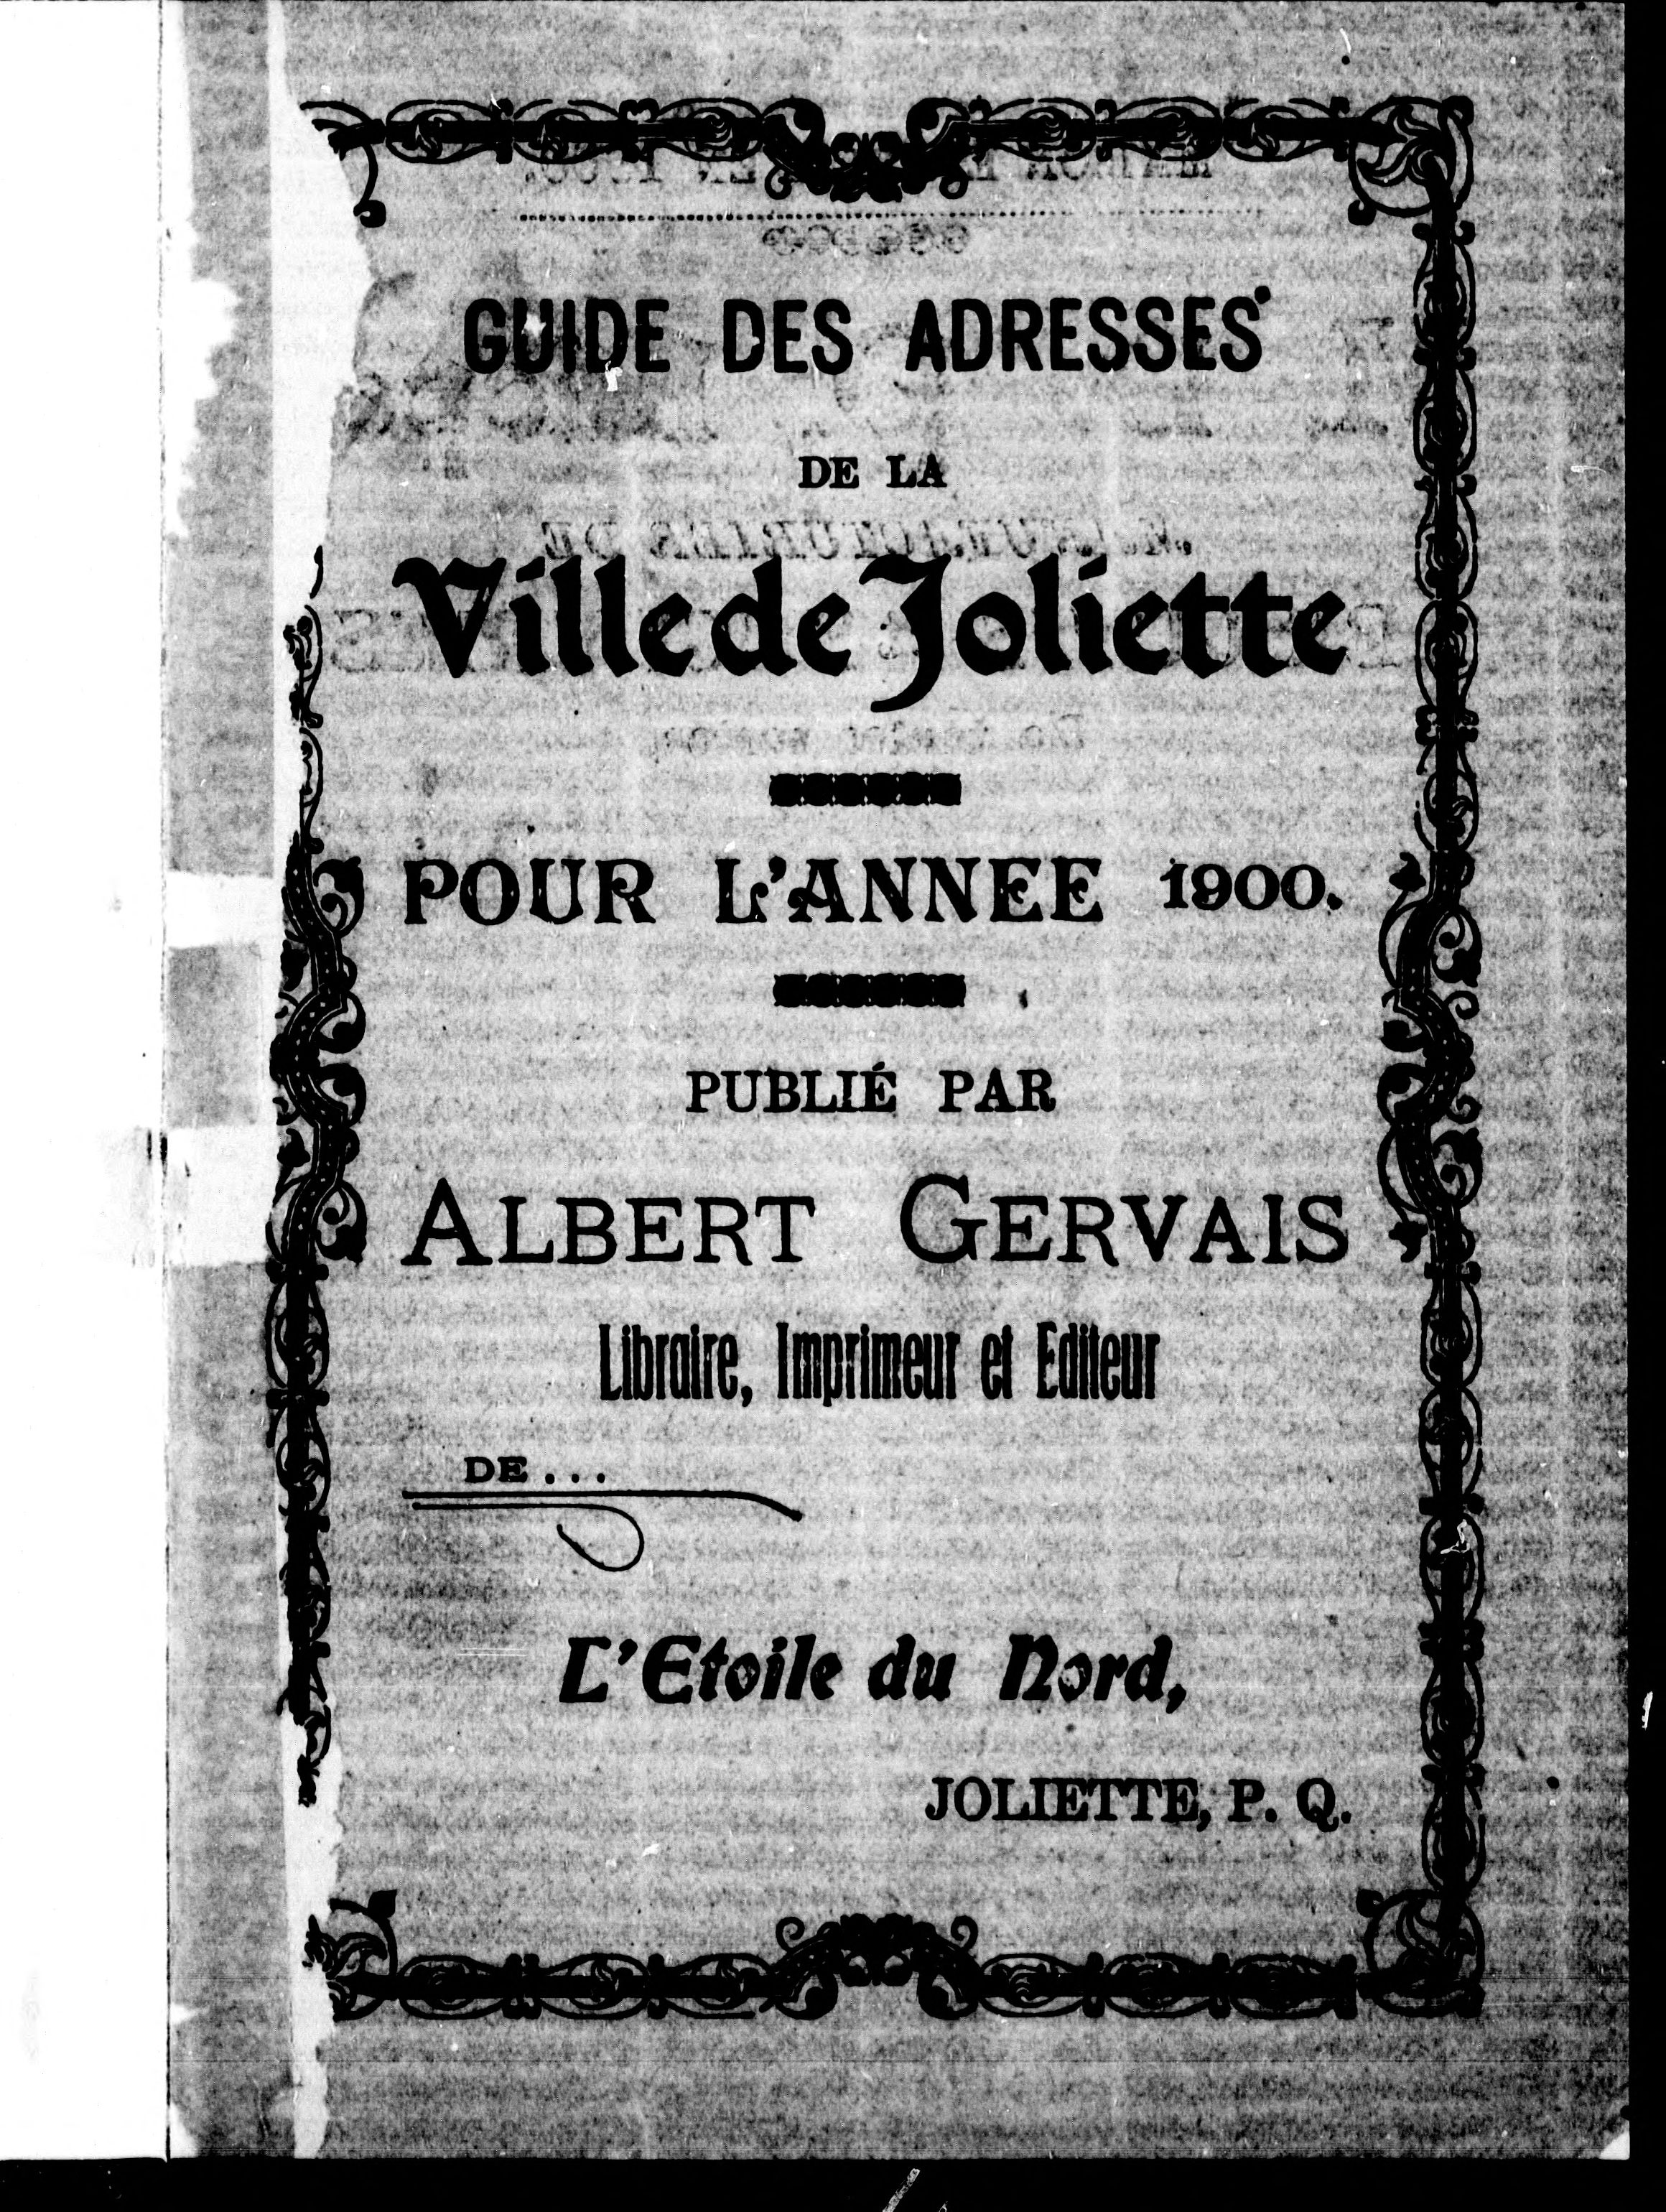 GUIDE DES ADRESSES
DE LA
Ville de Joliette
POUR L'ANNEE 1900.
PUBLIÉ PAR
ALBERT GERVAIS
Libraire, Imprimeur et Editeur
DE...
L'Etoile du Nord,
JOLIETTE, P. Q.